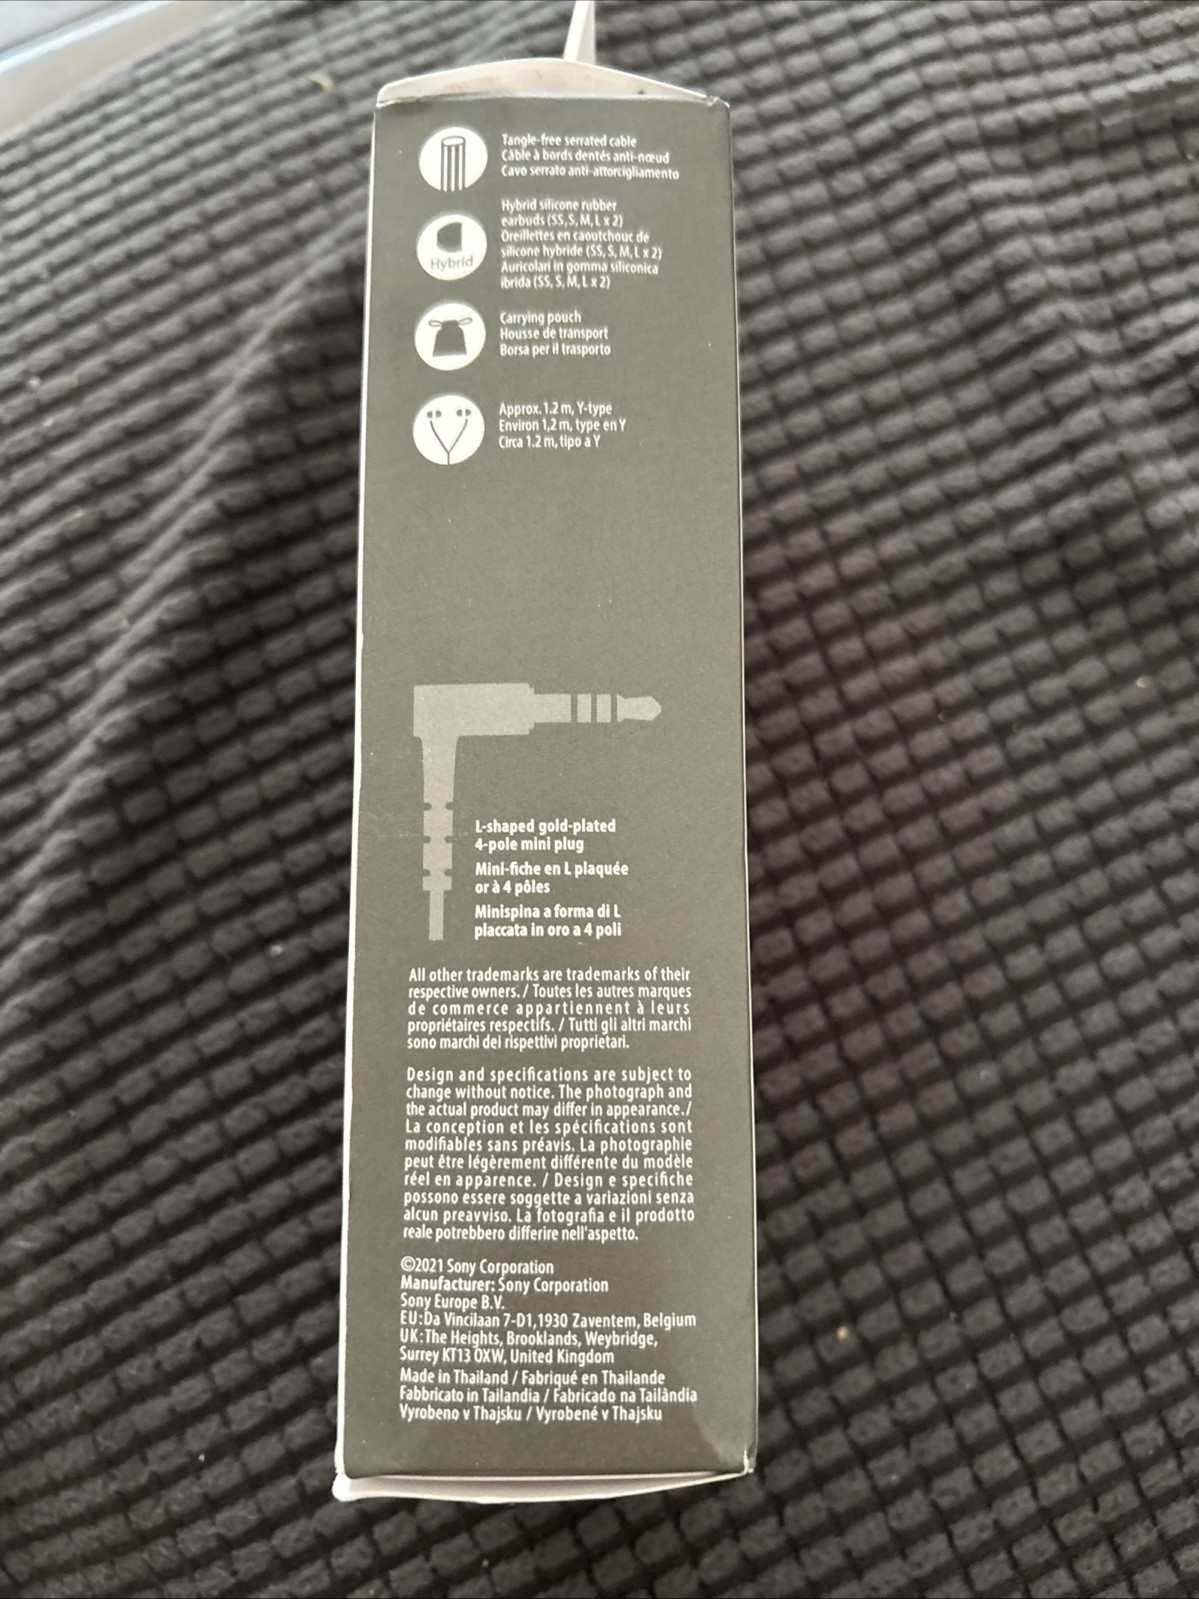 Tangle-free serrated cable
Câble à bords dentés anti-nœud
Cavo serrato anti-attorcigliamento
Hybrid silicone rubber
earbuds (SS, S, M, L x 2)
Oreillettes en caoutchouc de
silicone hybride (SS, S, M, L x 2)
Auricolari in gomma siliconica
ibrida (SS, S, M, L x 2)
Hybrid
Carrying pouch
Housse de transport
Borsa per il trasporto
Approx. 1.2 m, Y-type
Environ 1,2 m, type en Y
Circa 1.2 m, tipo a Y
L-shaped gold-plated
4-pole mini plug
Mini-fiche en L plaquée
or à 4 pôles
Minispina a forma di L
placcata in oro a 4 poli
All other trademarks are trademarks of their
respective owners. / Toutes les autres marques
de commerce appartiennent à leurs
propriétaires respectifs. / Tutti gli altri marchi
sono marchi dei rispettivi proprietari.
Design and specifications are subject to
change without notice. The photograph and
the actual product may differ in appearance. /
La conception et les spécifications sont
modifiables sans préavis. La photographie
peut être légèrement différente du modèle
réel en apparence. / Design e specifiche
possono essere soggette a variazioni senza
alcun preavviso. La fotografia e il prodotto
reale potrebbero differire nell'aspetto.
©2021 Sony Corporation
Manufacturer: Sony Corporation
Sony Europe B.V.
EU:Da Vincilaan 7-D1,1930 Zaventem, Belgium
UK:The Heights, Brooklands, Weybridge,
Surrey KT13 0XW, United Kingdom
Made in Thailand / Fabriqué en Thailande
Fabbricato in Tailandia / Fabricado na Tailândia
Vyrobeno v Thajsku / Vyrobené v Thajsku